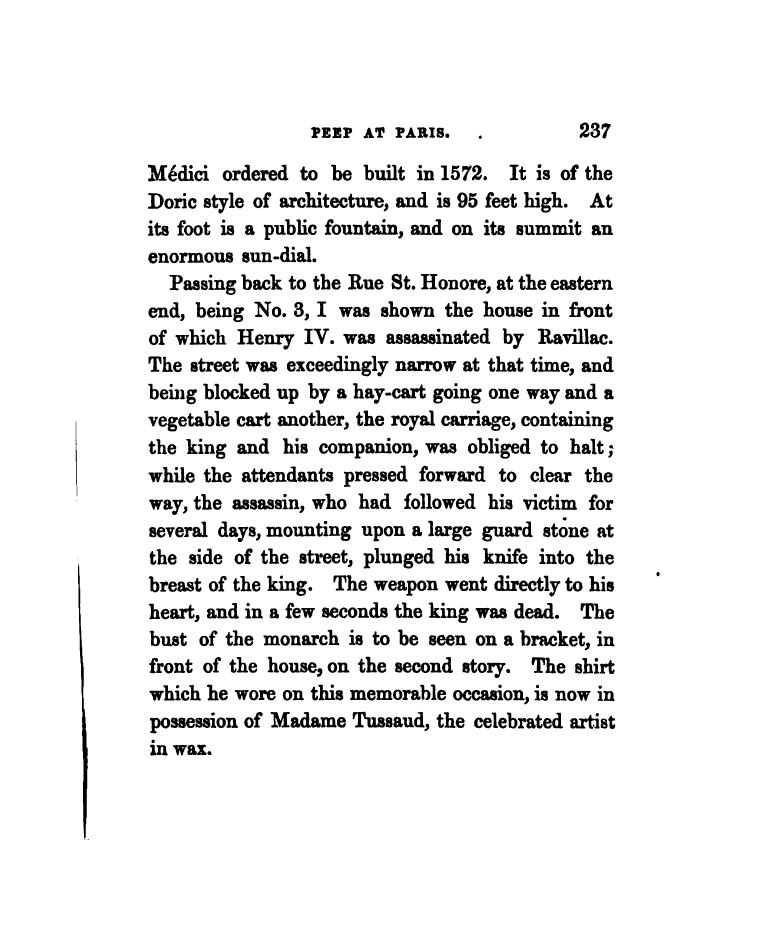 PEEP AT PARIS. . 237
Médici ordered to be built in 1572. It is of the
Doric style of architecture, and is 95 feet high. At
its foot is a public fountain, and on its summit an
enormous sun-dial.
Passing back to the Rue St. Honore, at the eastern
end, being No. 3, I was shown the house in front
of which Henry IV. was assassinated by Ravillac.
The street was exceedingly narrow at that time, and
being blocked up by a hay-cart going one way and a
vegetable cart another, the royal carriage, containing
the king and his companion, was obliged to halt;
while the attendants pressed forward to clear the
way, the assassin, who had followed his victim for
several days, mounting upon a large guard stone at
the side of the street, plunged his knife into the
breast of the king. The weapon went directly to his
heart, and in a few seconds the king was dead. The
bust of the monarch is to be seen on a bracket, in
front of the house, on the second story. The shirt
which he wore on this memorable occasion, is now in
possession of Madame Tussaud, the celebrated artist
in wax.